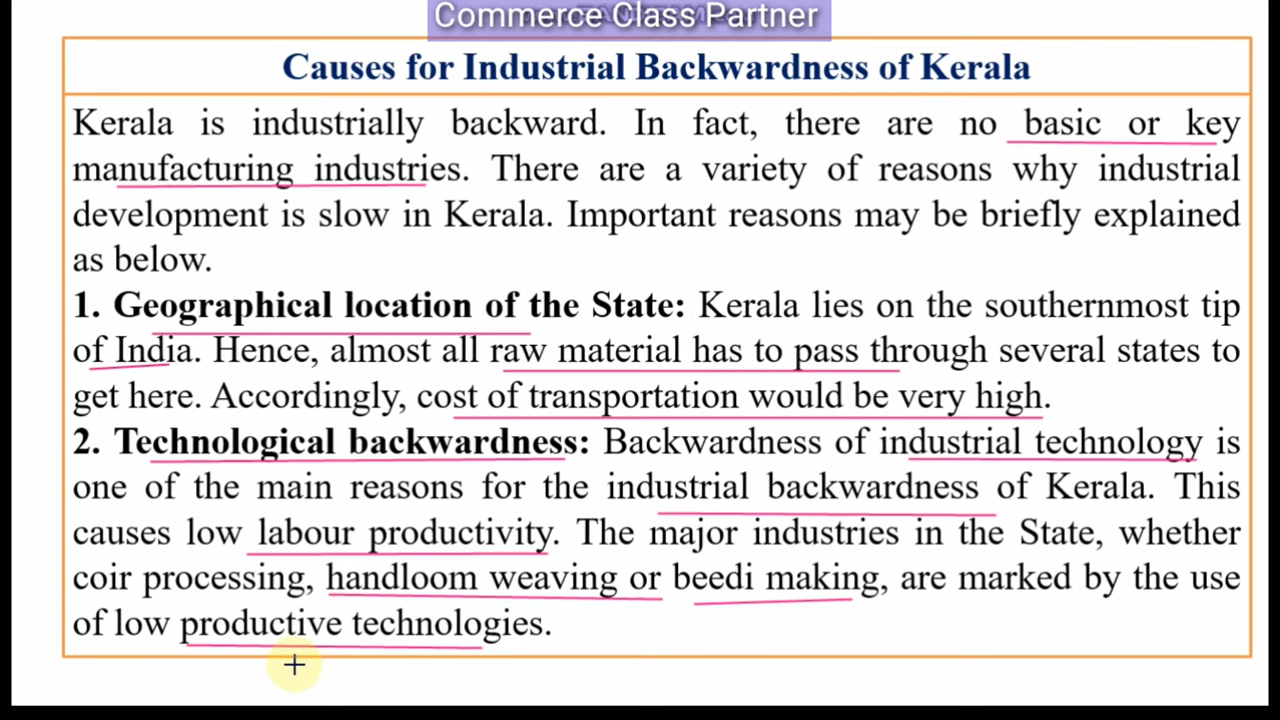 Commerce Class Partner
Causes for Industrial Backwardness of Kerala
Kerala is industrially backward. In fact, there are no basic or key
manufacturing industries. There are a variety of reasons why industrial
development is slow in Kerala. Important reasons may be briefly explained
as below.
1. Geographical location of the State: Kerala lies on the southernmost tip
of India. Hence, almost all raw material has to pass through several states to
get here. Accordingly, cost of transportation would be very high.
2. Technological backwardness: Backwardness of industrial technology is
one of the main reasons for the industrial backwardness of Kerala. This
causes low labour productivity. The major industries in the State, whether
coir processing, handloom weaving or beedi making, are marked by the use
of low productive technologies.